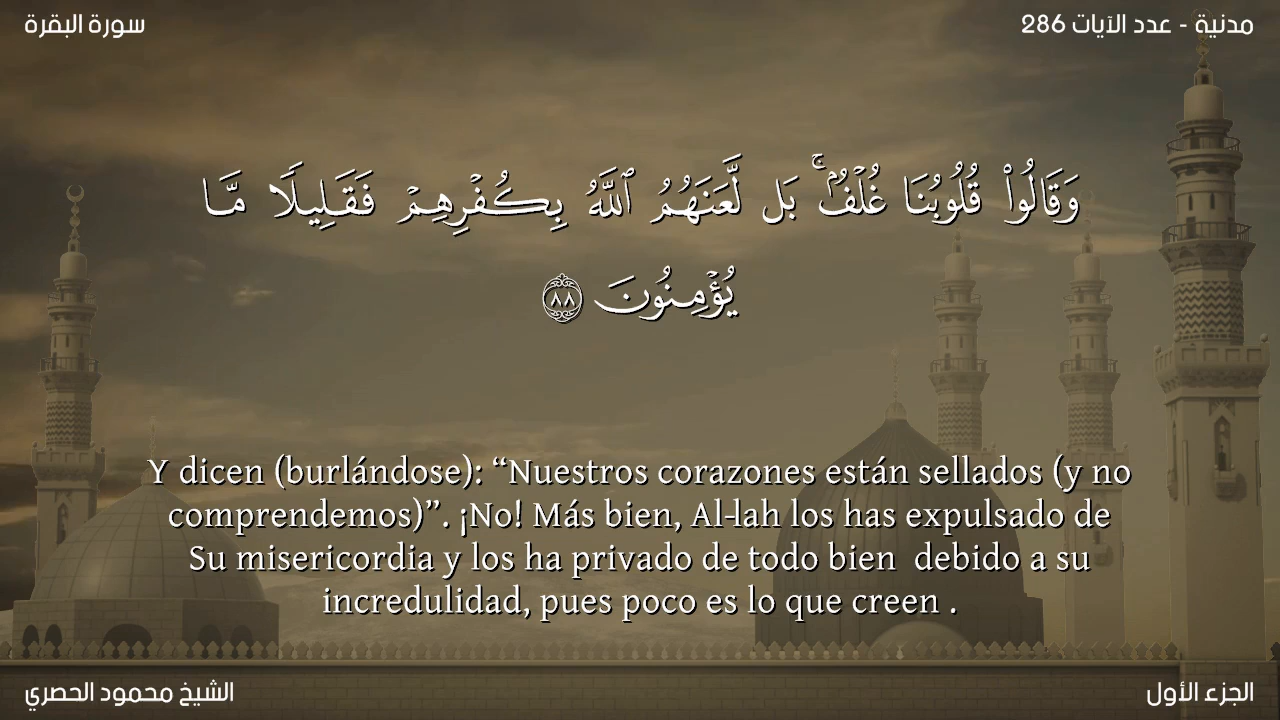 سورة البقرة
مدنية - عدد الآيات 286
وَقَالُوا۟ قُلُوبُنَا غُلْفٌۢ ۚ بَل لَّعَنَهُمُ ٱللَّهُ بِكُفْرِهِمْ فَقَلِيلًا مَّا
يُؤْمِنُونَ ٨٨
Y dicen (burlándose): “Nuestros corazones están sellados (y no
comprendemos)”. ¡No! Más bien, Al-lah los has expulsado de
Su misericordia y los ha privado de todo bien  debido a su
incredulidad, pues poco es lo que creen .
الشيخ محمود الحصري
الجزء الأول